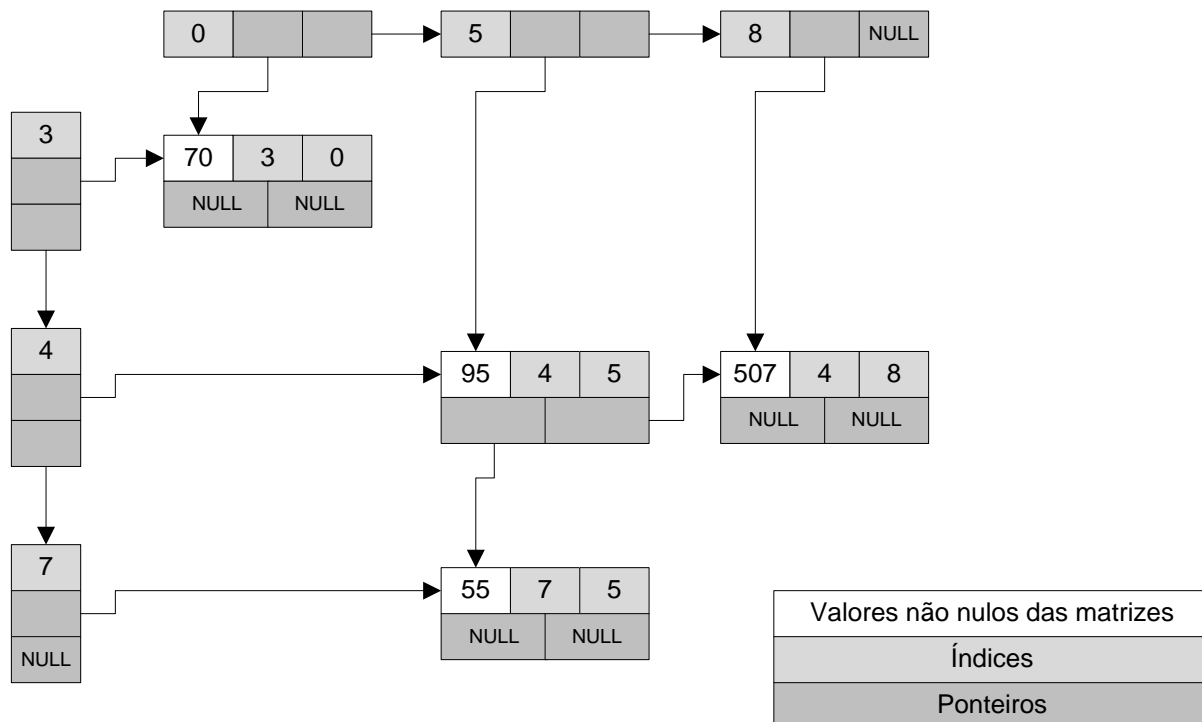 0 5 8 NULL
3
70 3 0
NULL NULL
4
95 4 5 507 4 8
NULL NULL
7
55 7 5
NULL NULL
NULL
Valores não nulos das matrizes
Índices
Ponteiros